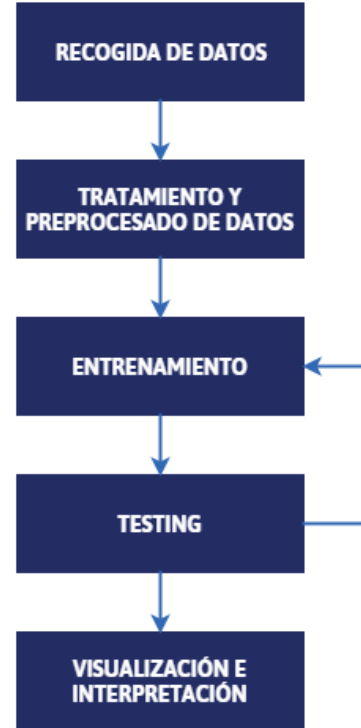 RECOGIDA DE DATOS
TRATAMIENTO Y
PREPROCESADO DE DATOS
ENTRENAMIENTO
TESTING
VISUALIZACIÓN E
INTERPRETACIÓN